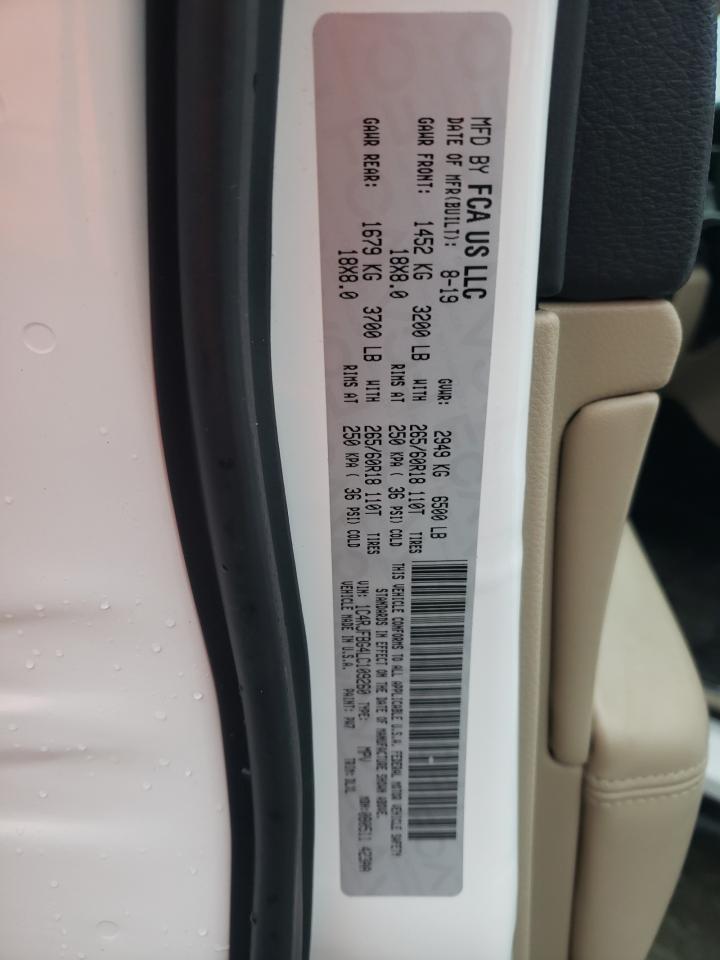 MFD BY FCA US LLC
DATE OF MFR(BUILT): 8-19 GVWR: 2949 KG 6500 LB
GAWR FRONT: 1452 KG 3200 LB WITH 265/60R18 110T TIRES
18X8.0 RIMS AT 250 KPA ( 36 PSI) COLD
GAWR REAR: 1679 KG 3700 LB WITH 265/60R18 110T TIRES
18X8.0 RIMS AT 250 KPA ( 36 PSI) COLD
THIS VEHICLE CONFORMS TO ALL APPLICABLE U.S.A. FEDERAL MOTOR VEHICLE SAFETY
STANDARDS IN EFFECT ON THE DATE OF MANUFACTURE SHOWN ABOVE.
VIN: 1C4RJFBG4LC109260 TYPE: MPV MDH:
VEHICLE MADE IN U.S.A. PAINT: PW7 TRIM: